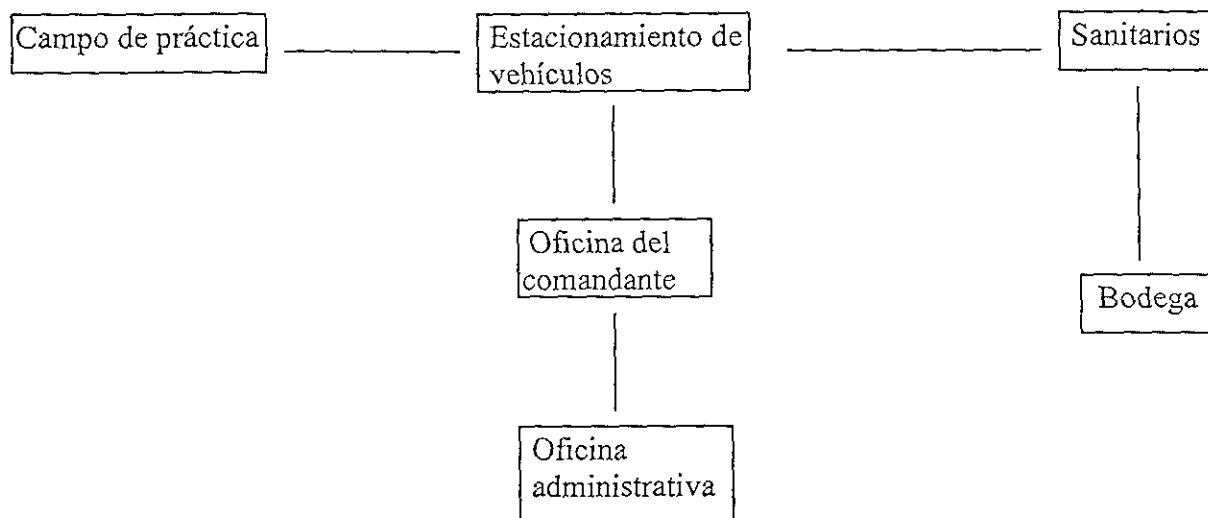 Campo de práctica
Estacionamiento de
vehículos
Sanitarios
Oficina del
comandante
Bodega
Oficina
administrativa